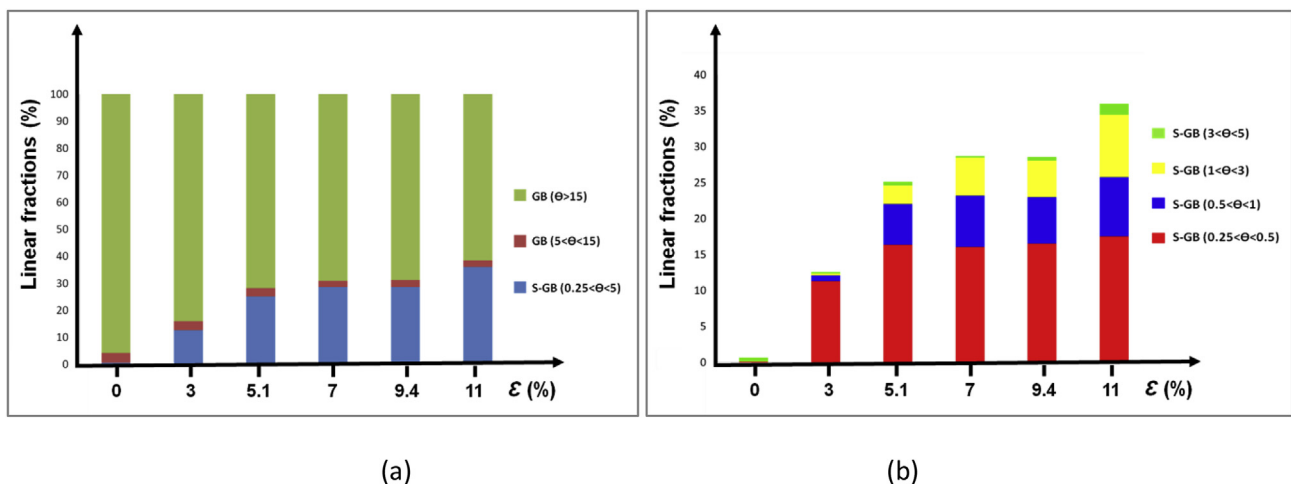 Linear fractions (%)
100
90
80
70
60
50
40
30
20
10
0
0 3 5.1 7 9.4 11 Ɛ (%)
GB (Ө>15)
GB (5<Ө<15)
S-GB (0.25<Ө<5)
(a)
Linear fractions (%)
40
35
30
25
20
15
10
5
0
0 3 5.1 7 9.4 11 Ɛ (%)
S-GB (3<Ө<5)
S-GB (1<Ө<3)
S-GB (0.5<Ө<1)
S-GB (0.25<Ө<0.5)
(b)